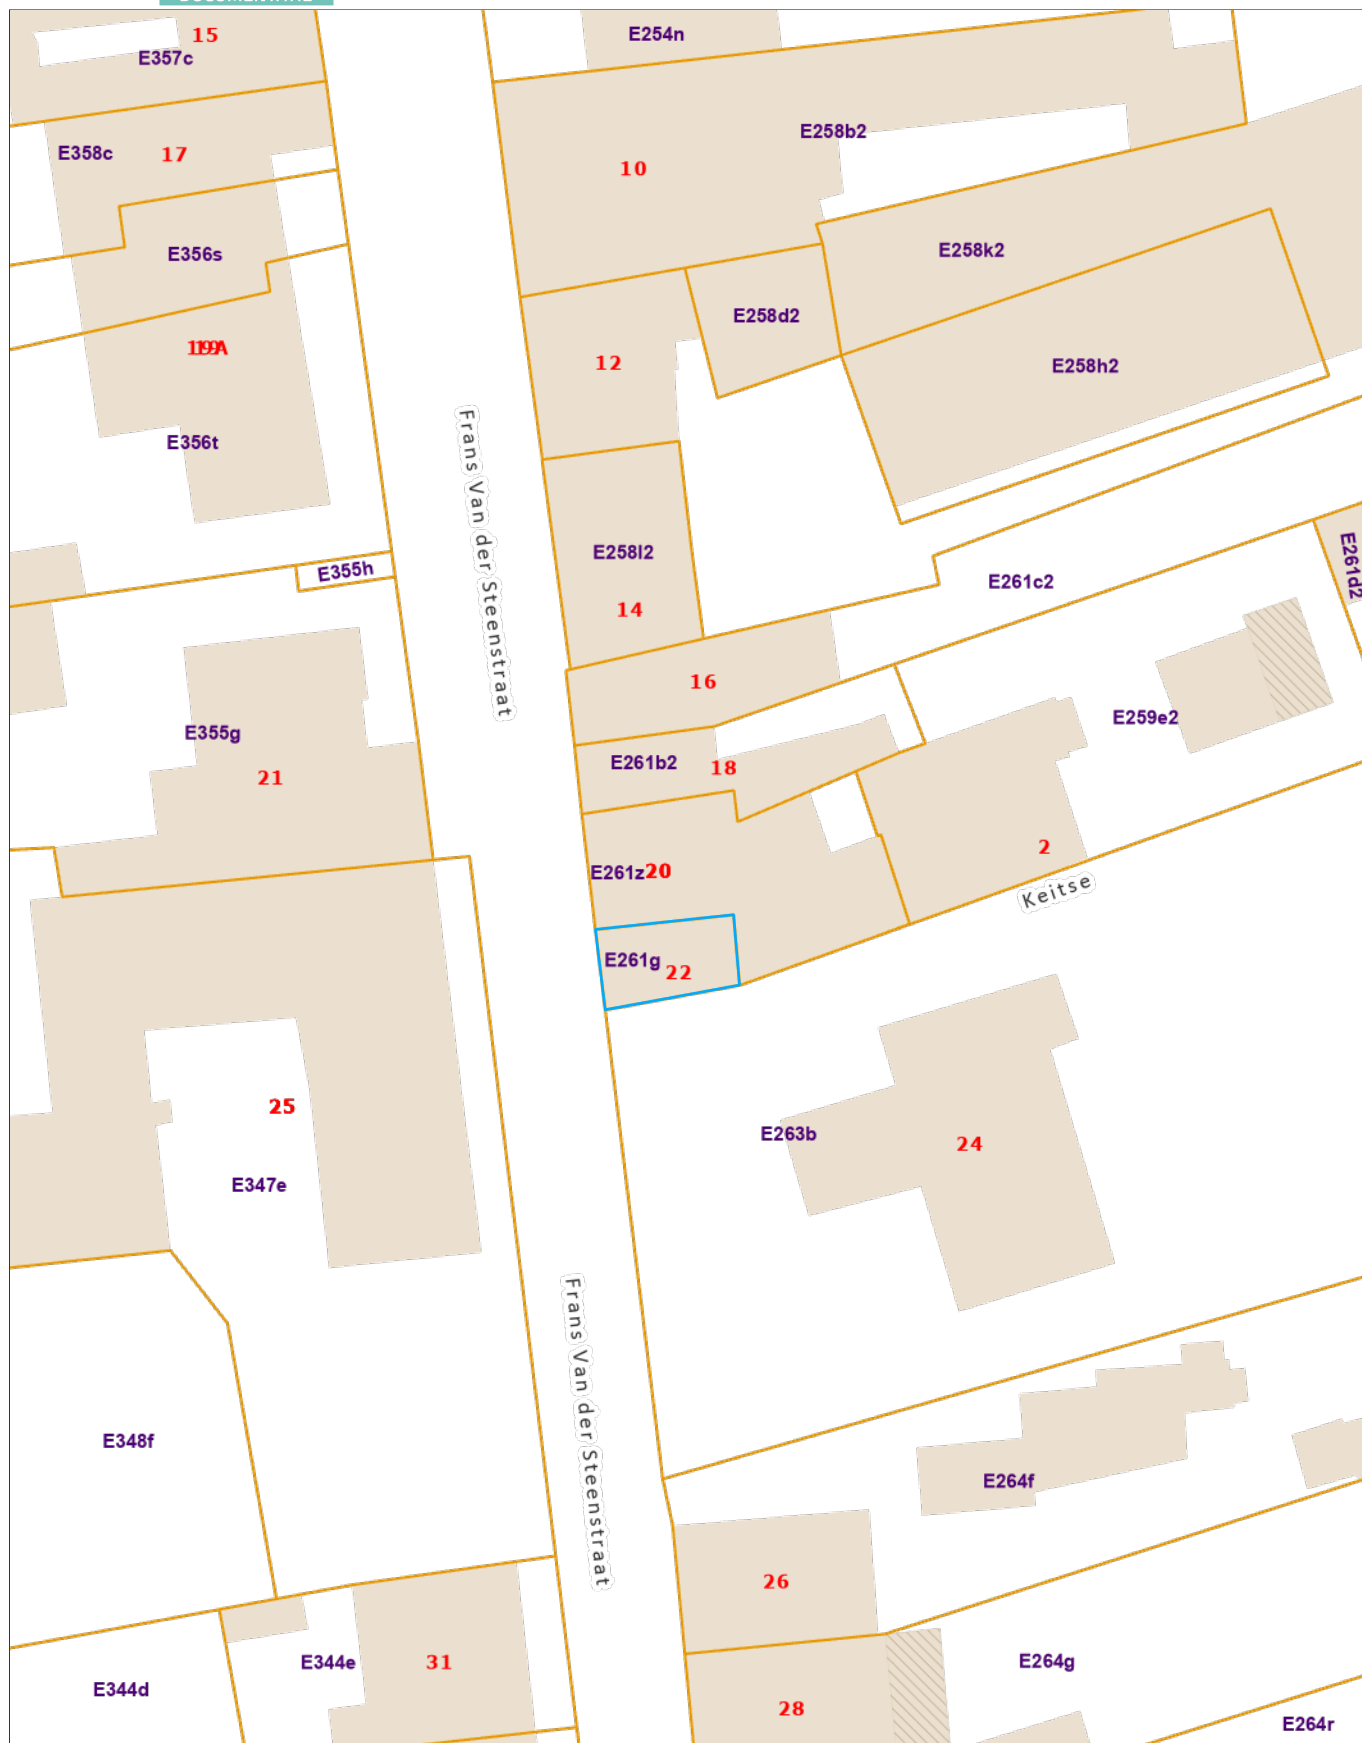 15
E254n
E357c
E258b2
E358c
17
10
E356s
E258k2
E258d2
12
E258h2
E356t
Frans Van der Steenstraat
E258l2
E355h
E261c2
E261d2
14
16
E259e2
E355g
E261b2
18
21
2
E261z
20
Keitse
E261g
22
25
E263b
24
E347e
Frans Van der Steenstraat
E348f
E264f
26
E344e
31
E264g
E344d
28
E264r